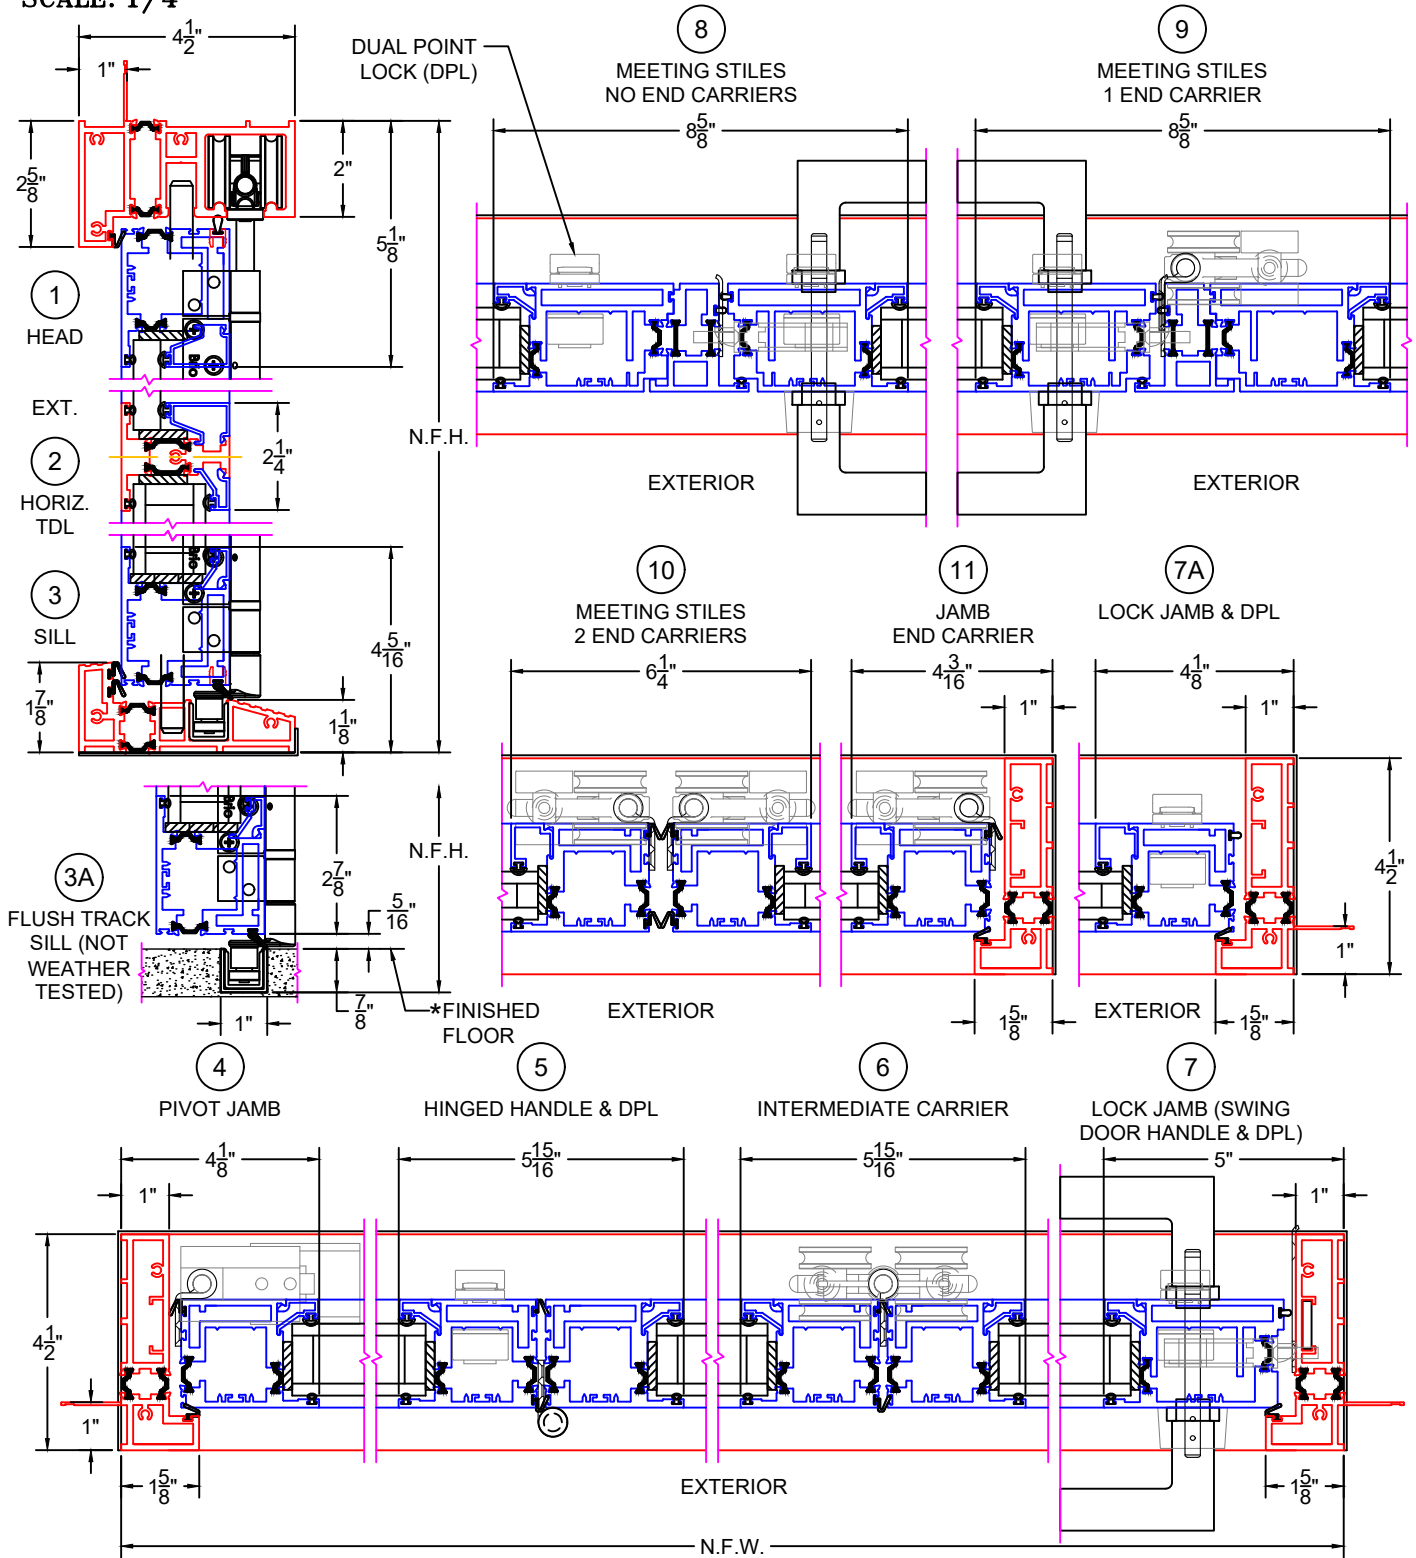 SCALE: 1/4"
4 1/2"
1"
2 5/8"
2"
5 1/8"
1
HEAD
Brio
EXT.
N.F.H.
2
HORIZ.
TDL
2 1/4"
Brio
3
SILL
4 5/16"
1 7/8"
1 1/8"
DUAL POINT
LOCK (DPL)
8
MEETING STILES
NO END CARRIERS
8 5/8"
EXTERIOR
9
MEETING STILES
1 END CARRIER
8 5/8"
EXTERIOR
10
MEETING STILES
2 END CARRIERS
6 1/4"
EXTERIOR
11
JAMB
END CARRIER
4 3/16"
1"
1 5/8"
7A
LOCK JAMB & DPL
4 1/8"
1"
4 1/2"
1"
EXTERIOR
1 5/8"
3A
FLUSH TRACK
SILL (NOT
WEATHER
TESTED)
Brio
2 7/8"
N.F.H.
5/16"
7/8"
1"
*FINISHED
FLOOR
4
PIVOT JAMB
4 1/8"
1"
4 1/2"
1"
1 5/8"
5
HINGED HANDLE & DPL
5 15/16"
6
INTERMEDIATE CARRIER
5 15/16"
7
LOCK JAMB (SWING
DOOR HANDLE & DPL)
5"
1"
EXTERIOR
1 5/8"
N.F.W.